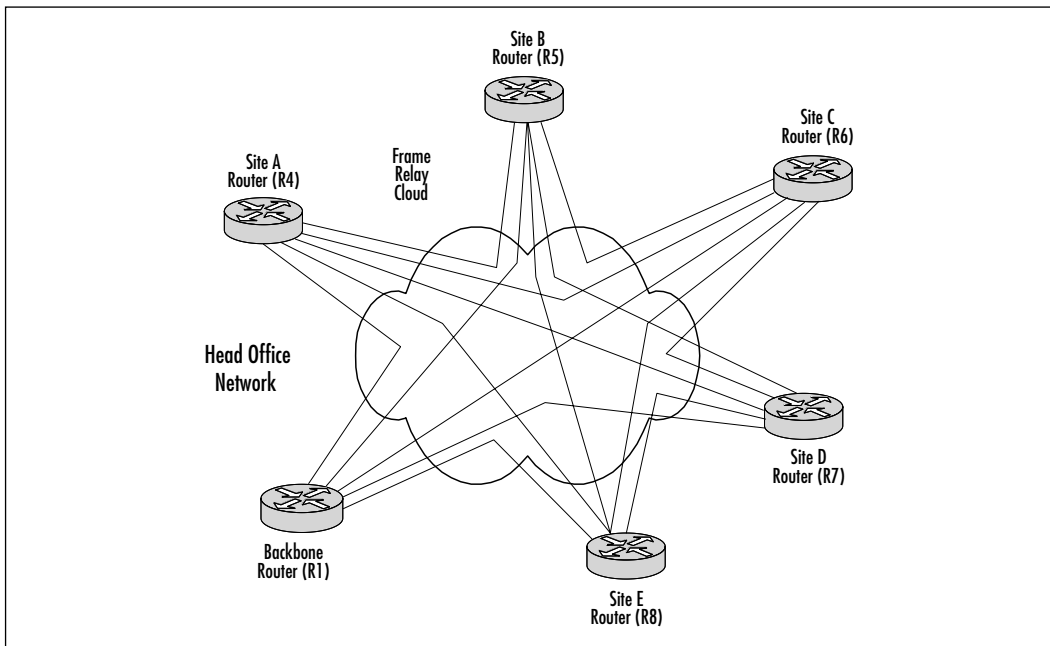 Site B
Router (R5)
Site C
Router (R6)
Frame
Relay
Cloud
Site A
Router (R4)
Head Office
Network
Site D
Router (R7)
Backbone
Router (R1)
Site E
Router (R8)